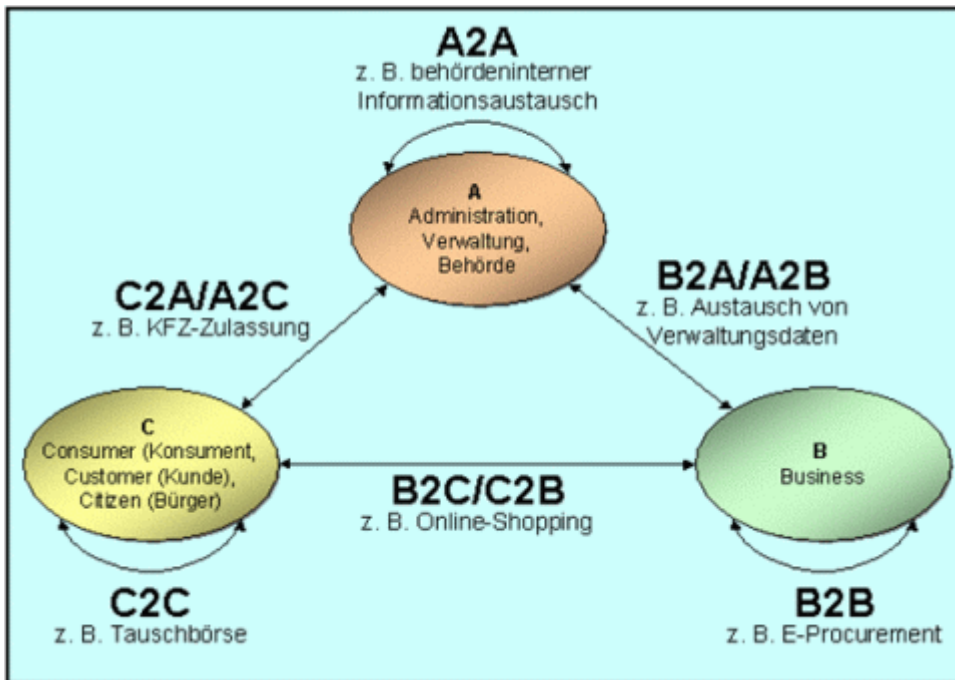 A2A
z. B. behördeninterner
Informationsaustausch
A
Administration,
Verwaltung,
Behörde
C2A/A2C
z. B. KFZ-Zulassung
B2A/A2B
z. B. Austausch von
Verwaltungsdaten
C
Consumer (Konsument,
Customer (Kunde),
Citizen (Bürger)
B
Business
B2C/C2B
z. B. Online-Shopping
C2C
z. B. Tauschbörse
B2B
z. B. E-Procurement